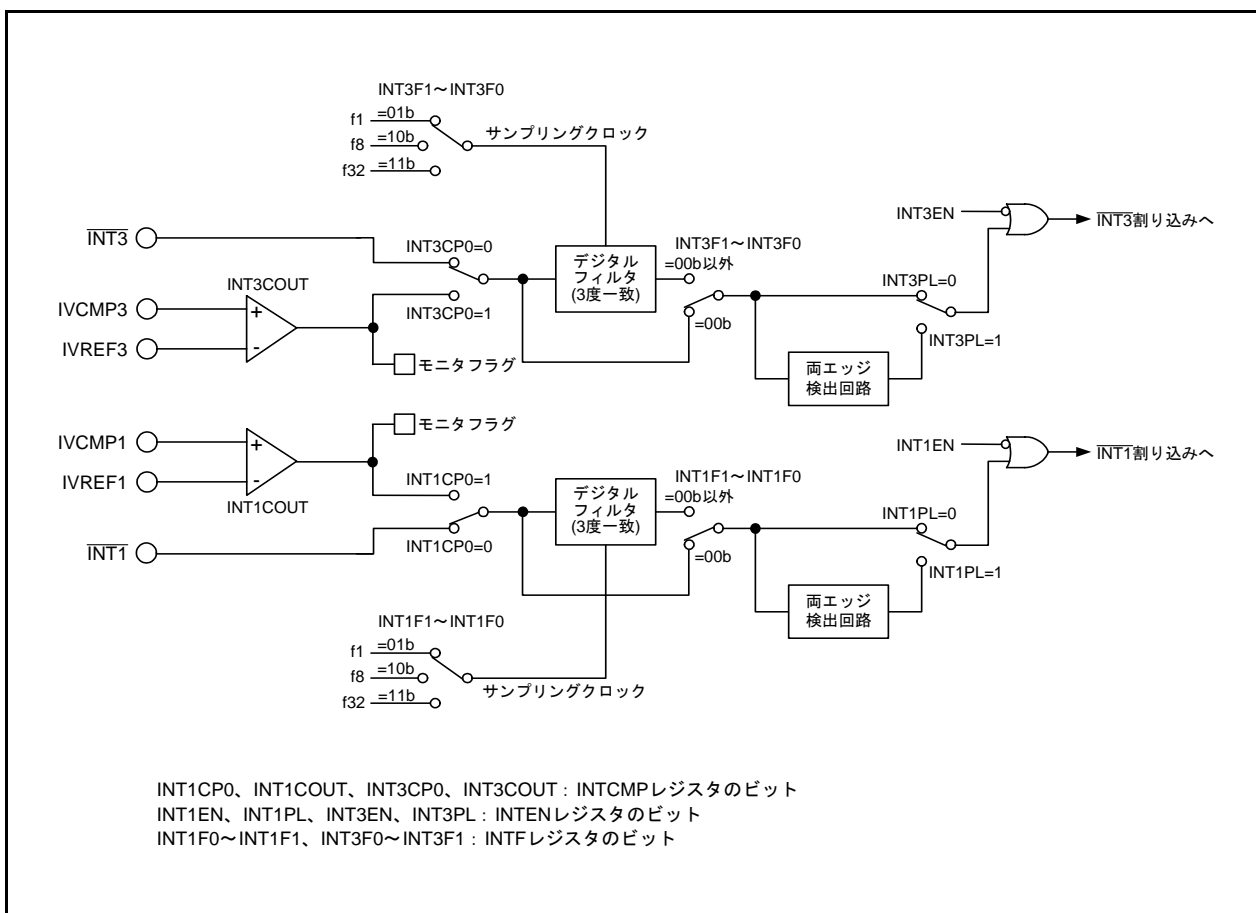 INT3F1～INT3F0
f1 =01b
f8 =10b
f32 =11b
サンプリングクロック
INT3
INT3CP0=0
INT3COUT
IVCMP3
+
IVREF3
-
INT3CP0=1
モニタフラグ
デジタル
フィルタ
(3度一致)
INT3F1～INT3F0
=00b以外
=00b
INT3EN
INT3割り込みへ
INT3PL=0
INT3PL=1
両エッジ
検出回路
モニタフラグ
IVCMP1
+
IVREF1
-
INT1COUT
INT1CP0=1
INT1
INT1CP0=0
デジタル
フィルタ
(3度一致)
INT1F1～INT1F0
=00b以外
=00b
INT1EN
INT1割り込みへ
INT1PL=0
INT1PL=1
両エッジ
検出回路
INT1F1～INT1F0
f1 =01b
f8 =10b
f32 =11b
サンプリングクロック
INT1CP0、INT1COUT、INT3CP0、INT3COUT : INTCMPレジスタのビット
INT1EN、INT1PL、INT3EN、INT3PL : INTENレジスタのビット
INT1F0～INT1F1、INT3F0～INT3F1 : INTFレジスタのビット